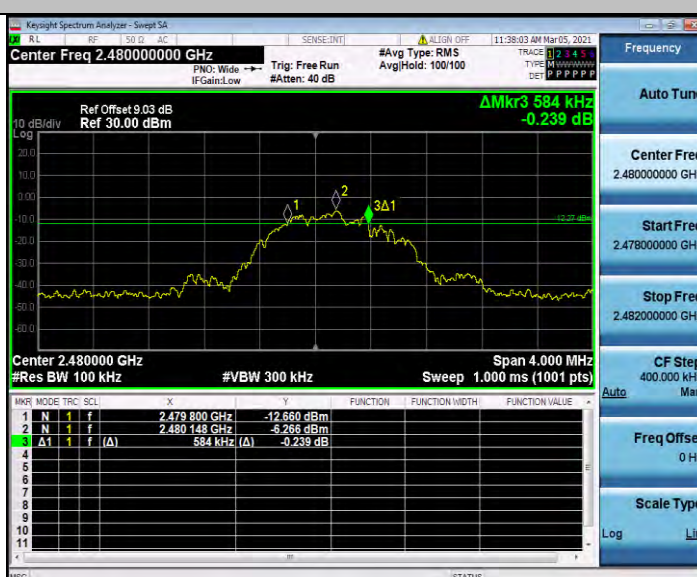 Keysight Spectrum Analyzer - Swept SA
RL RF 50 Ω AC SENSE:INT ALIGN OFF 11:38:03 AM Mar 05, 2021
Center Freq 2.480000000 GHz
#Avg Type: RMS
TRACE 1 2 3 4 5 6
PNO: Wide Trig: Free Run Avg|Hold: 100/100
TYPE M WWWWW
IFGain:Low #Atten: 40 dB
DET P P P P P P
Ref Offset 9.03 dB
ΔMkr3 584 kHz
10 dB/div Ref 30.00 dBm
-0.239 dB
Log
20.0
10.0
0.00
-10.0
-20.0
-30.0
-40.0
-50.0
-60.0
1
2
3Δ1
-12.27 dBm
Center 2.480000 GHz Span 4.000 MHz
#Res BW 100 kHz #VBW 300 kHz Sweep 1.000 ms (1001 pts)
MKR MODE TRC SCL X Y FUNCTION FUNCTION WIDTH FUNCTION VALUE
1 N 1 f 2.479 800 GHz -12.660 dBm
2 N 1 f 2.480 148 GHz -6.266 dBm
3 Δ1 1 f (Δ) 584 kHz (Δ) -0.239 dB
4
5
6
7
8
9
10
11
MSG STATUS
Frequency
Auto Tune
Center Freq
2.480000000 GH
Start Freq
2.478000000 GH
Stop Freq
2.482000000 GH
CF Step
400.000 kH
Auto Ma
Freq Offset
0 H
Scale Type
Log Li